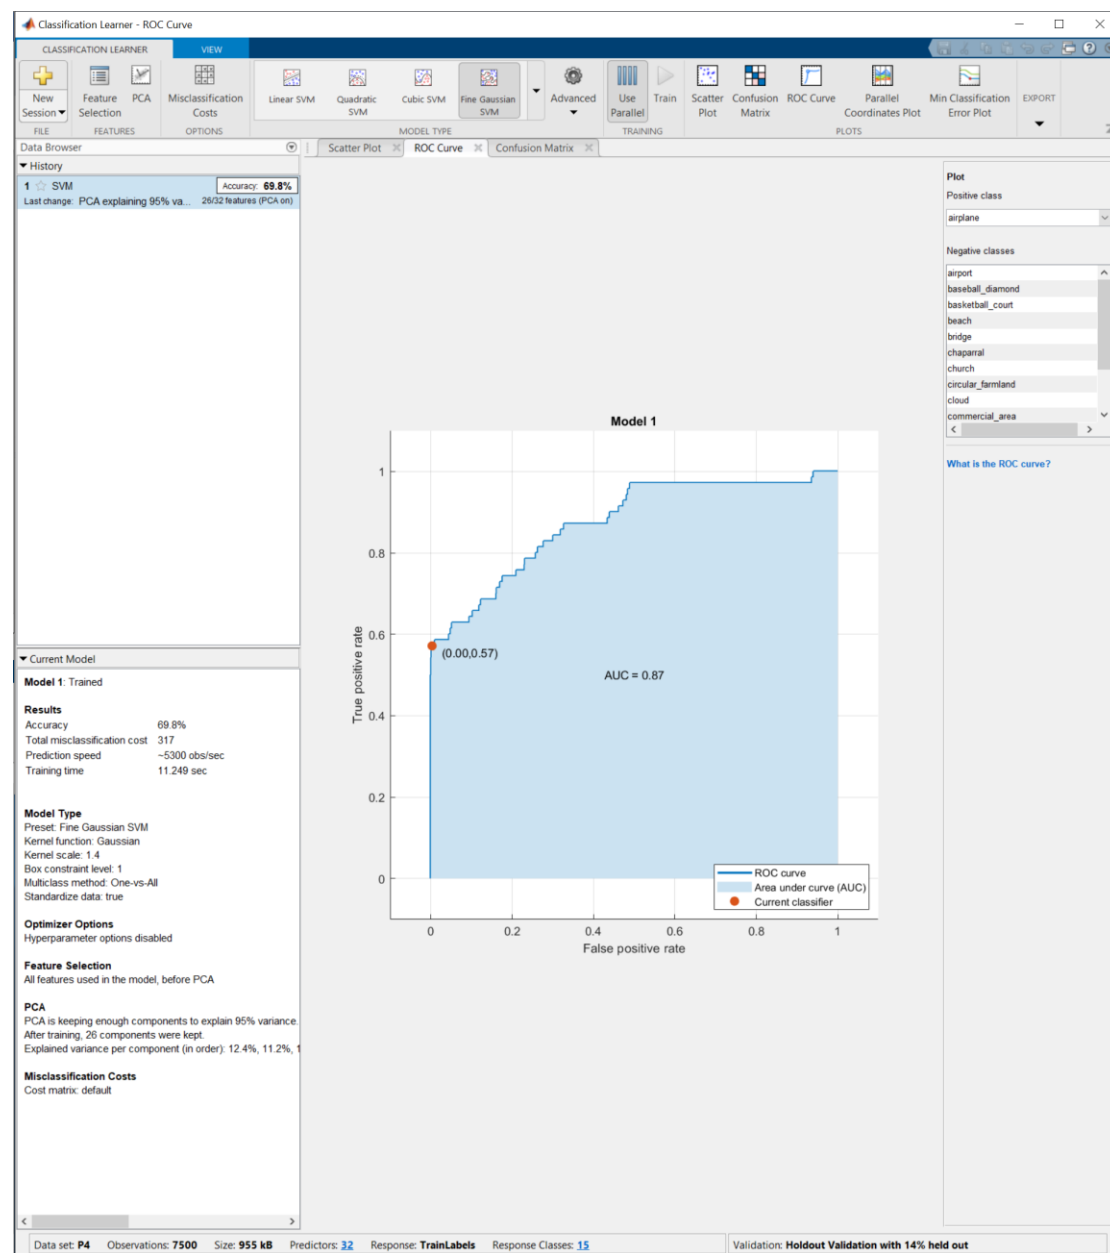 Classification Learner - ROC Curve
CLASSIFICATION LEARNER VIEW
New Session
Feature Selection
PCA
Misclassification Costs
Linear SVM
Quadratic SVM
Cubic SVM
Fine Gaussian SVM
Advanced
Use Parallel
Train
Scatter Plot
Confusion Matrix
ROC Curve
Parallel Coordinates Plot
Min Classification Error Plot
EXPORT
FILE FEATURES OPTIONS MODEL TYPE TRAINING PLOTS
Data Browser
Scatter Plot ROC Curve Confusion Matrix
History
1 SVM Accuracy: 69.8%
Last change: PCA explaining 95% va... 26/32 features (PCA on)
Plot
Positive class
airplane
Negative classes
airport
baseball_diamond
basketball_court
beach
bridge
chaparral
church
circular_farmland
cloud
commercial_area
What is the ROC curve?
Model 1
1
0.8
0.6
0.4
0.2
0
True positive rate
(0.00,0.57)
AUC = 0.87
ROC curve
Area under curve (AUC)
Current classifier
0 0.2 0.4 0.6 0.8 1
False positive rate
Current Model
Model 1: Trained
Results
Accuracy 69.8%
Total misclassification cost 317
Prediction speed ~5300 obs/sec
Training time 11.249 sec
Model Type
Preset: Fine Gaussian SVM
Kernel function: Gaussian
Kernel scale: 1.4
Box constraint level: 1
Multiclass method: One-vs-All
Standardize data: true
Optimizer Options
Hyperparameter options disabled
Feature Selection
All features used in the model, before PCA
PCA
PCA is keeping enough components to explain 95% variance.
After training, 26 components were kept.
Explained variance per component (in order): 12.4%, 11.2%, 1
Misclassification Costs
Cost matrix: default
Data set: P4 Observations: 7500 Size: 955 kB Predictors: 32 Response: TrainLabels Response Classes: 15 Validation: Holdout Validation with 14% held out